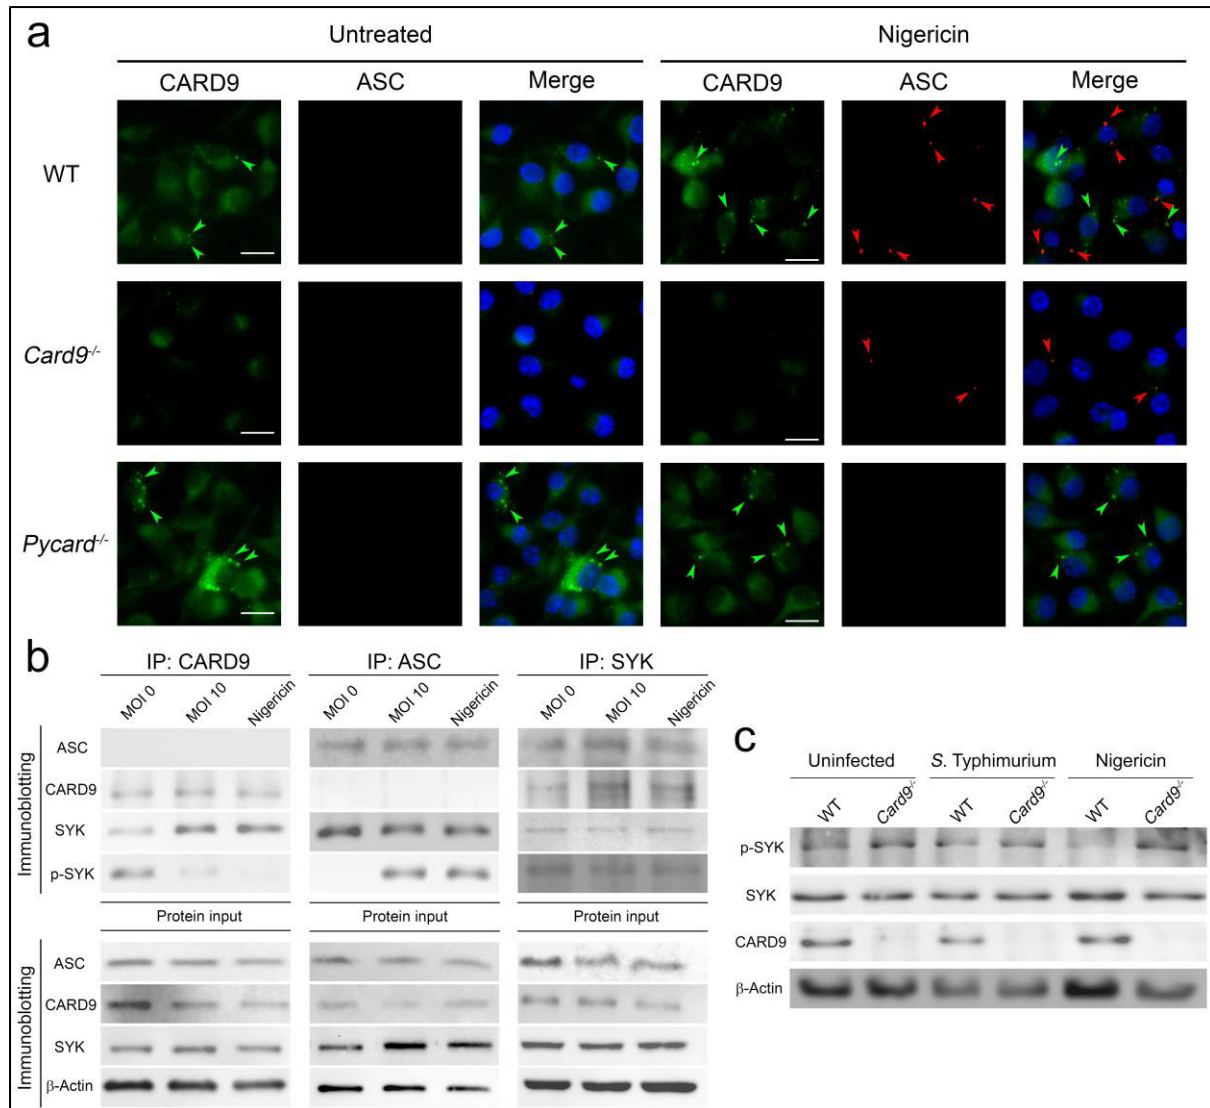 a
Untreated Nigericin
CARD9 ASC Merge CARD9 ASC Merge
WT
Card9-/-
Pycard-/-
b
IP: CARD9 IP: ASC IP: SYK
MOI 0 MOI 10 Nigericin MOI 0 MOI 10 Nigericin MOI 0 MOI 10 Nigericin
Immunoblotting
ASC
CARD9
SYK
p-SYK
Protein input Protein input Protein input
Immunoblotting
ASC
CARD9
SYK
β-Actin
c
Uninfected S. Typhimurium Nigericin
WT Card9-/- WT Card9-/- WT Card9-/-
p-SYK
SYK
CARD9
β-Actin